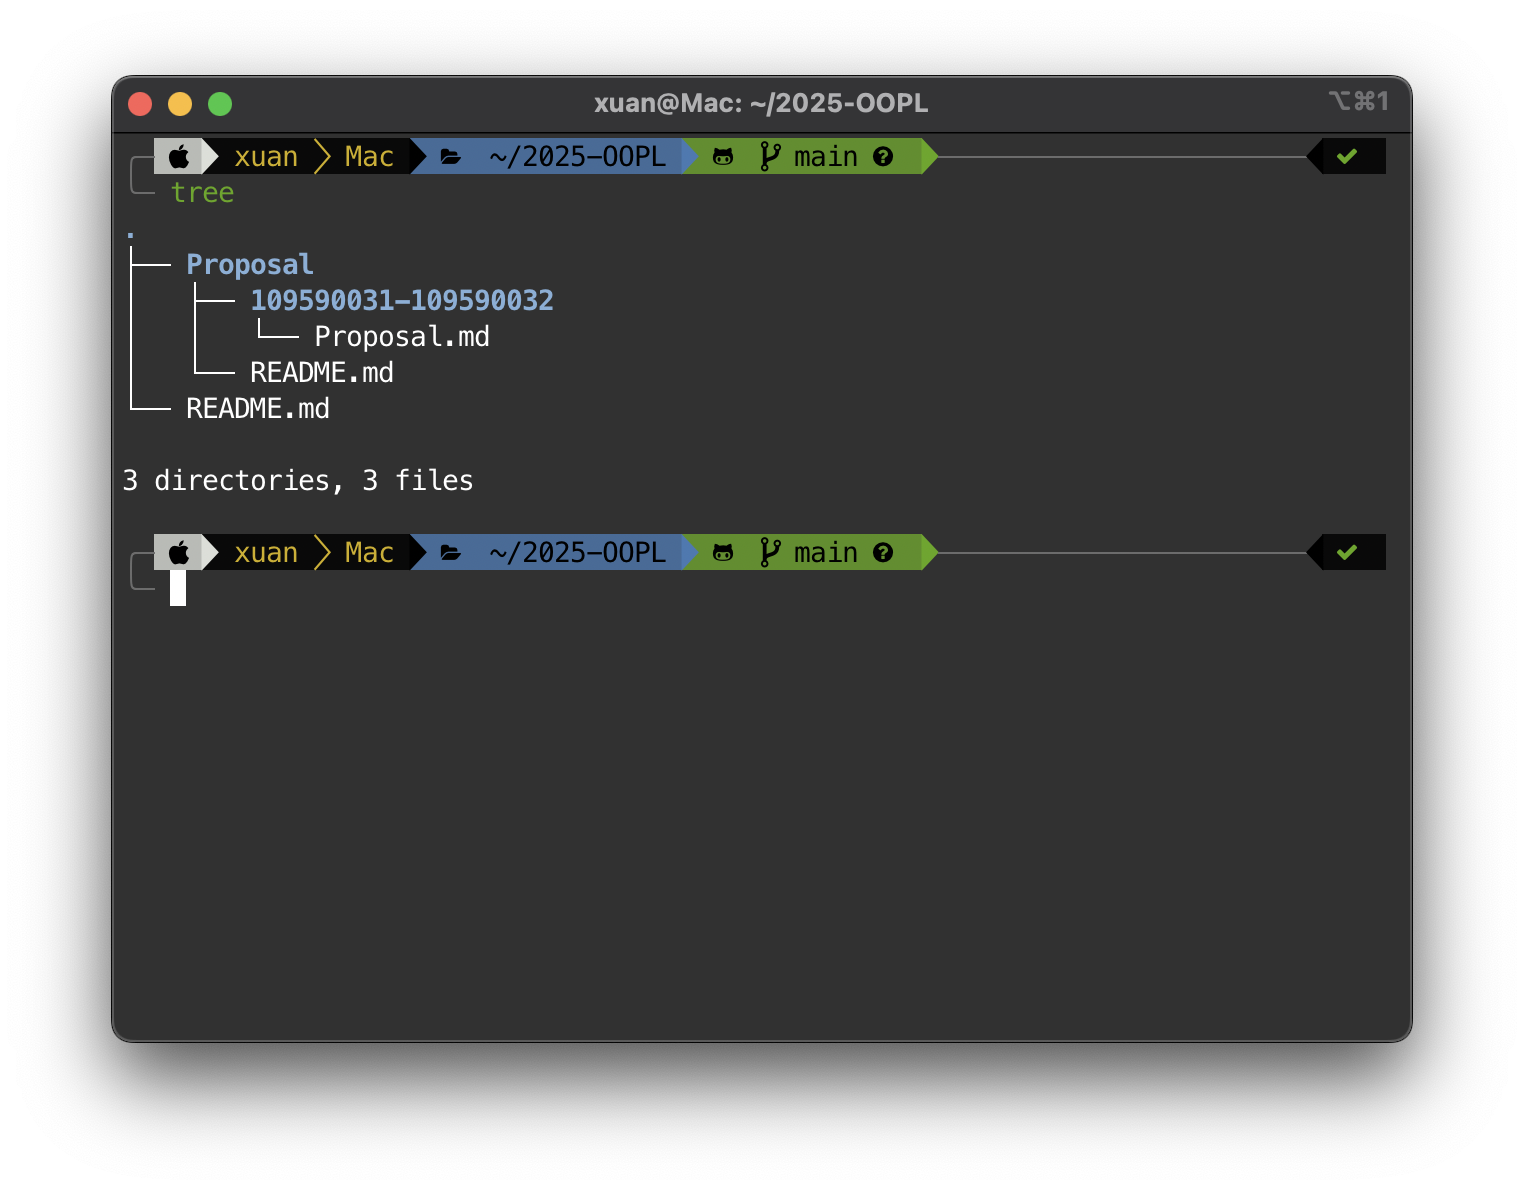 xuan@Mac: ~/2025-OOPL ⌥⌘1
xuan Mac ~/2025-OOPL main ?
tree
.
├── Proposal
│   ├── 109590031-109590032
│   │   └── Proposal.md
│   └── README.md
└── README.md
3 directories, 3 files
xuan Mac ~/2025-OOPL main ?